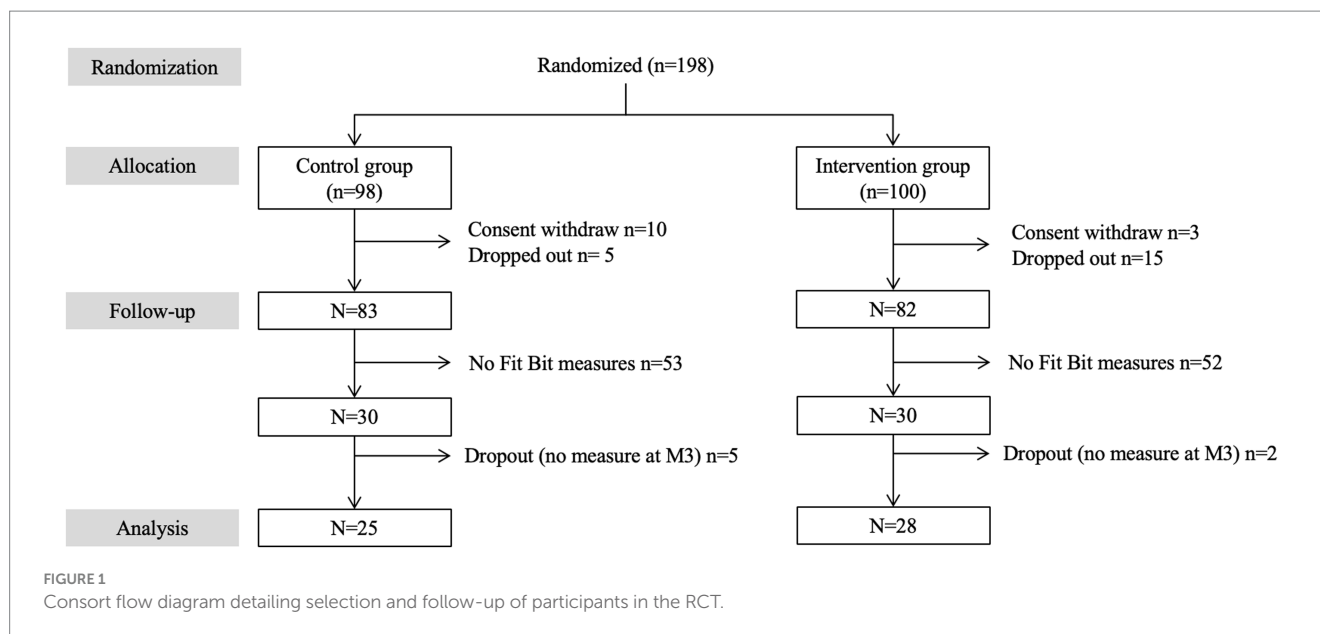 Randomization
Randomized (n=198)
Allocation
Control group
(n=98)
Intervention group
(n=100)
Consent withdraw n=10
Dropped out n= 5
Consent withdraw n=3
Dropped out n=15
Follow-up
N=83
N=82
No Fit Bit measures n=53
No Fit Bit measures n=52
N=30
N=30
Dropout (no measure at M3) n=5
Dropout (no measure at M3) n=2
Analysis
N=25
N=28
FIGURE 1
Consort flow diagram detailing selection and follow-up of participants in the RCT.